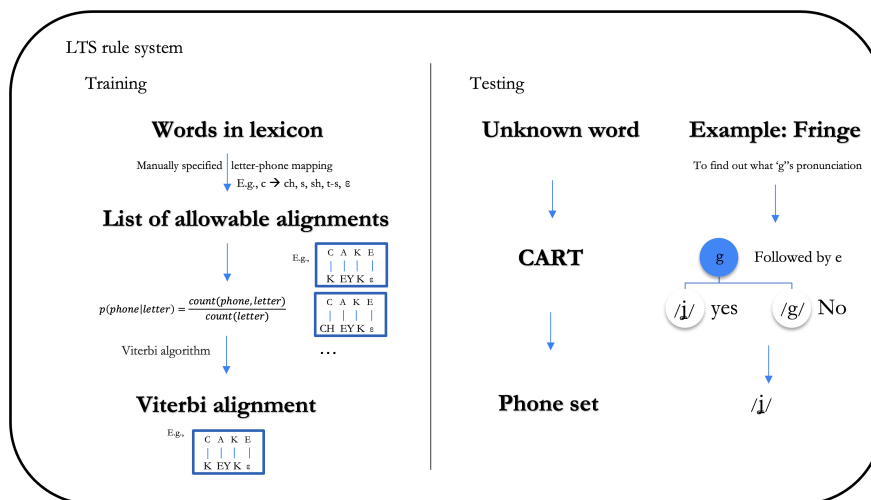 LTS rule system
Training
Words in lexicon
Manually specified letter-phone mapping
E.g., c → ch, s, sh, t-s, ε
List of allowable alignments
E.g.,
C A K E
K EY K ε
p(phone|letter) = count(phone, letter) / count(letter)
C A K E
CH EY K ε
Viterbi algorithm
...
Viterbi alignment
E.g.,
C A K E
K EY K ε
Testing
Unknown word
CART
Phone set
Example: Fringe
To find out what ‘g’'s pronunciation
g
Followed by e
/j/ yes
/g/ No
/j/